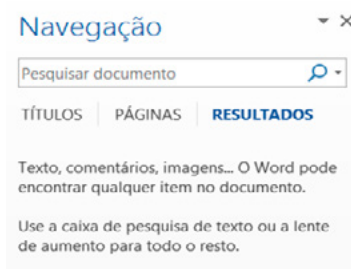 Navegação
Pesquisar documento
TÍTULOS PÁGINAS RESULTADOS
Texto, comentários, imagens... O Word pode
encontrar qualquer item no documento.
Use a caixa de pesquisa de texto ou a lente
de aumento para todo o resto.